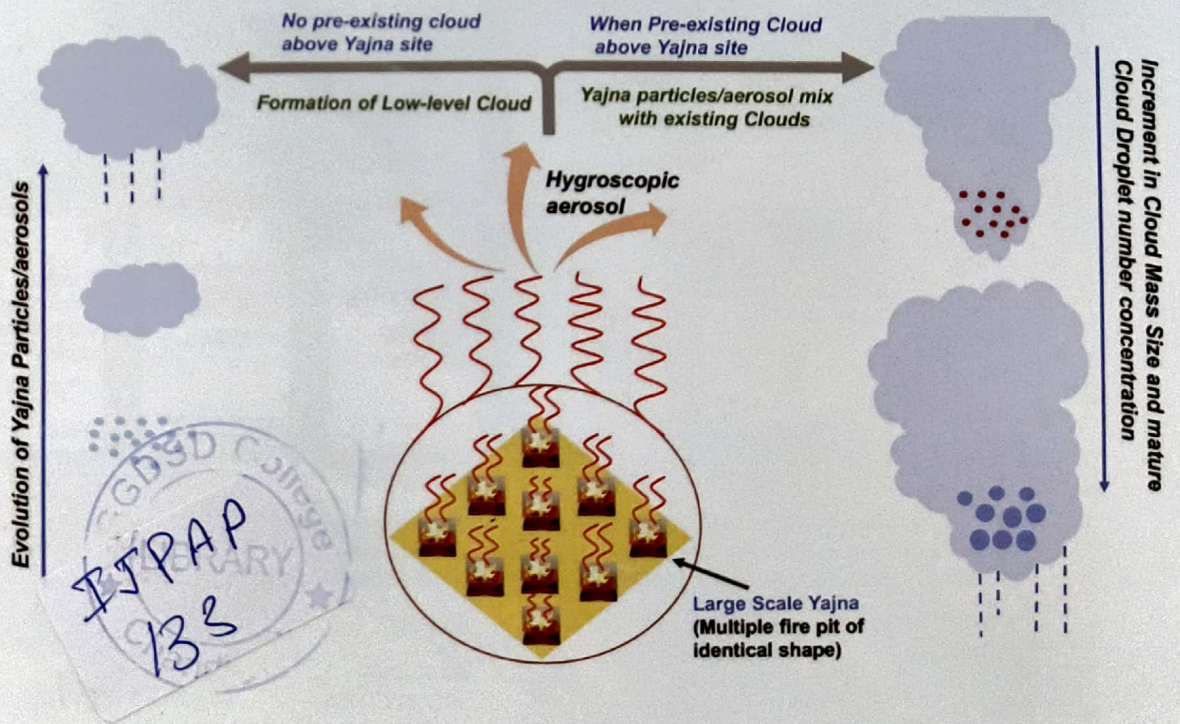 No pre-existing cloud
above Yajna site
When Pre-existing Cloud
above Yajna site
Formation of Low-level Cloud
Yajna particles/aerosol mix
with existing Clouds
Hygroscopic
aerosol
Evolution of Yajna Particles/aerosols
Increment in Cloud Mass Size and mature
Cloud Droplet number concentration
Large Scale Yajna
(Multiple fire pit of
identical shape)
GDSD College
LIBRARY
IJPAP
133